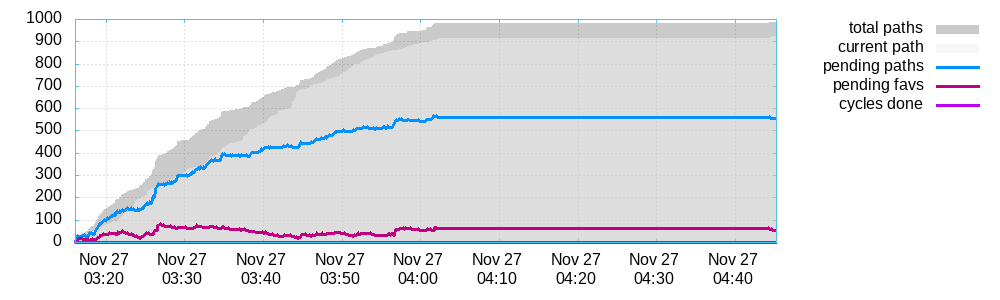 1000
900
800
700
600
500
400
300
200
100
0
Nov 27 Nov 27 Nov 27 Nov 27 Nov 27 Nov 27 Nov 27 Nov 27 Nov 27
03:20 03:30 03:40 03:50 04:00 04:10 04:20 04:30 04:40
total paths
current path
pending paths
pending favs
cycles done